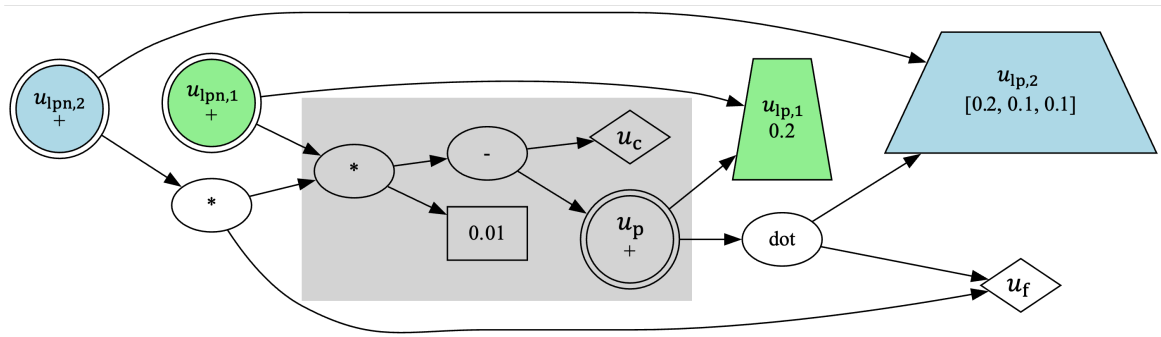 u_lpn,2
+
u_lpn,1
+
*
*
-
u_c
0.01
u_p
+
u_lp,1
0.2
dot
u_lp,2
[0.2, 0.1, 0.1]
u_f